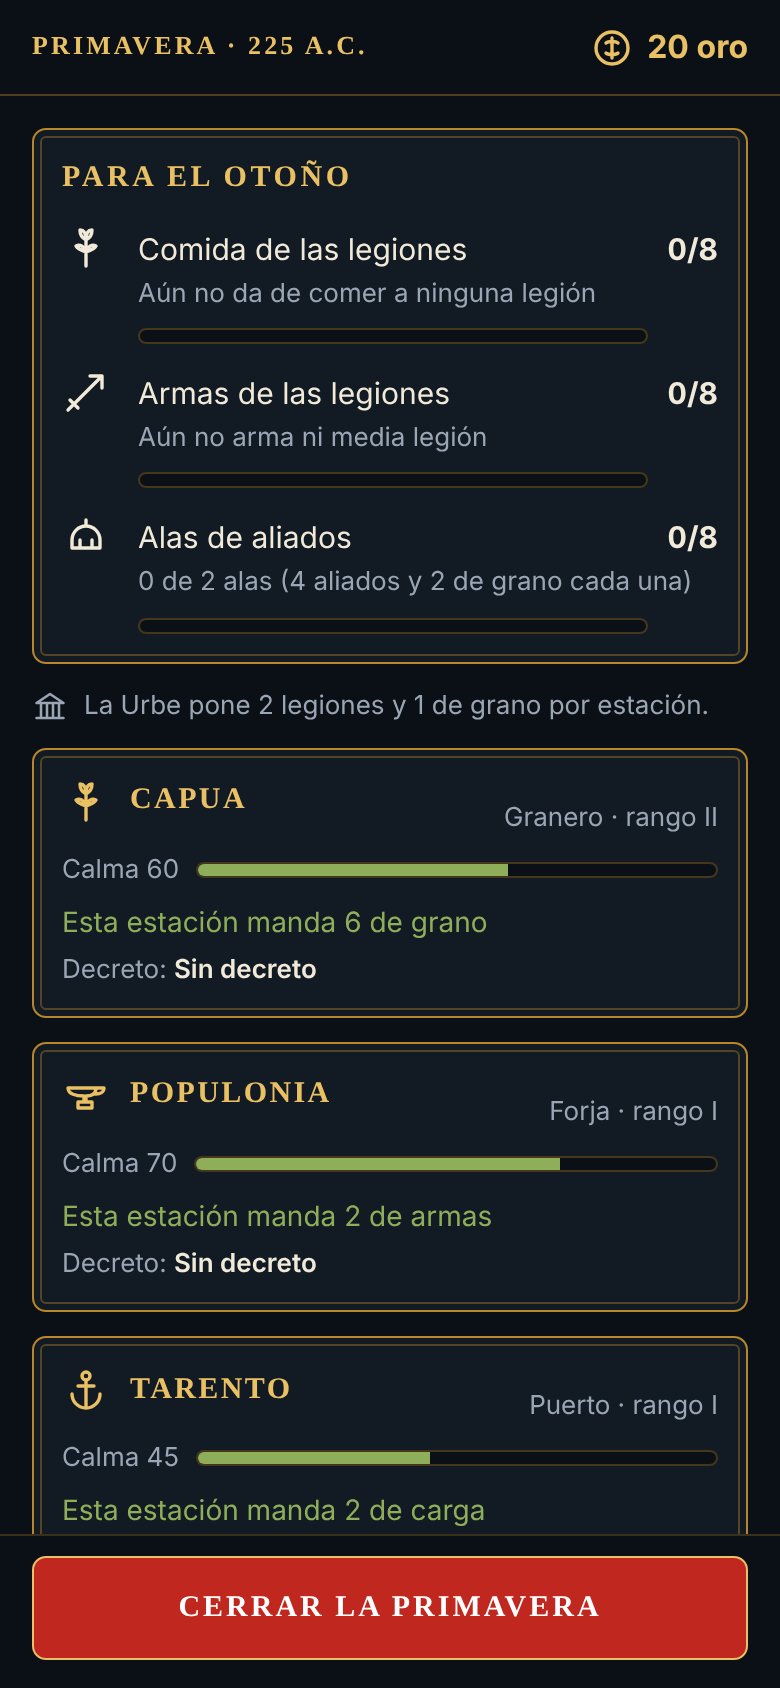 PRIMAVERA · 225 A.C.
20 oro
PARA EL OTOÑO
Comida de las legiones 0/8
Aún no da de comer a ninguna legión
Armas de las legiones 0/8
Aún no arma ni media legión
Alas de aliados 0/8
0 de 2 alas (4 aliados y 2 de grano cada una)
La Urbe pone 2 legiones y 1 de grano por estación.
CAPUA
Granero · rango II
Calma 60
Esta estación manda 6 de grano
Decreto: Sin decreto
POPULONIA
Forja · rango I
Calma 70
Esta estación manda 2 de armas
Decreto: Sin decreto
TARENTO
Puerto · rango I
Calma 45
Esta estación manda 2 de carga
CERRAR LA PRIMAVERA